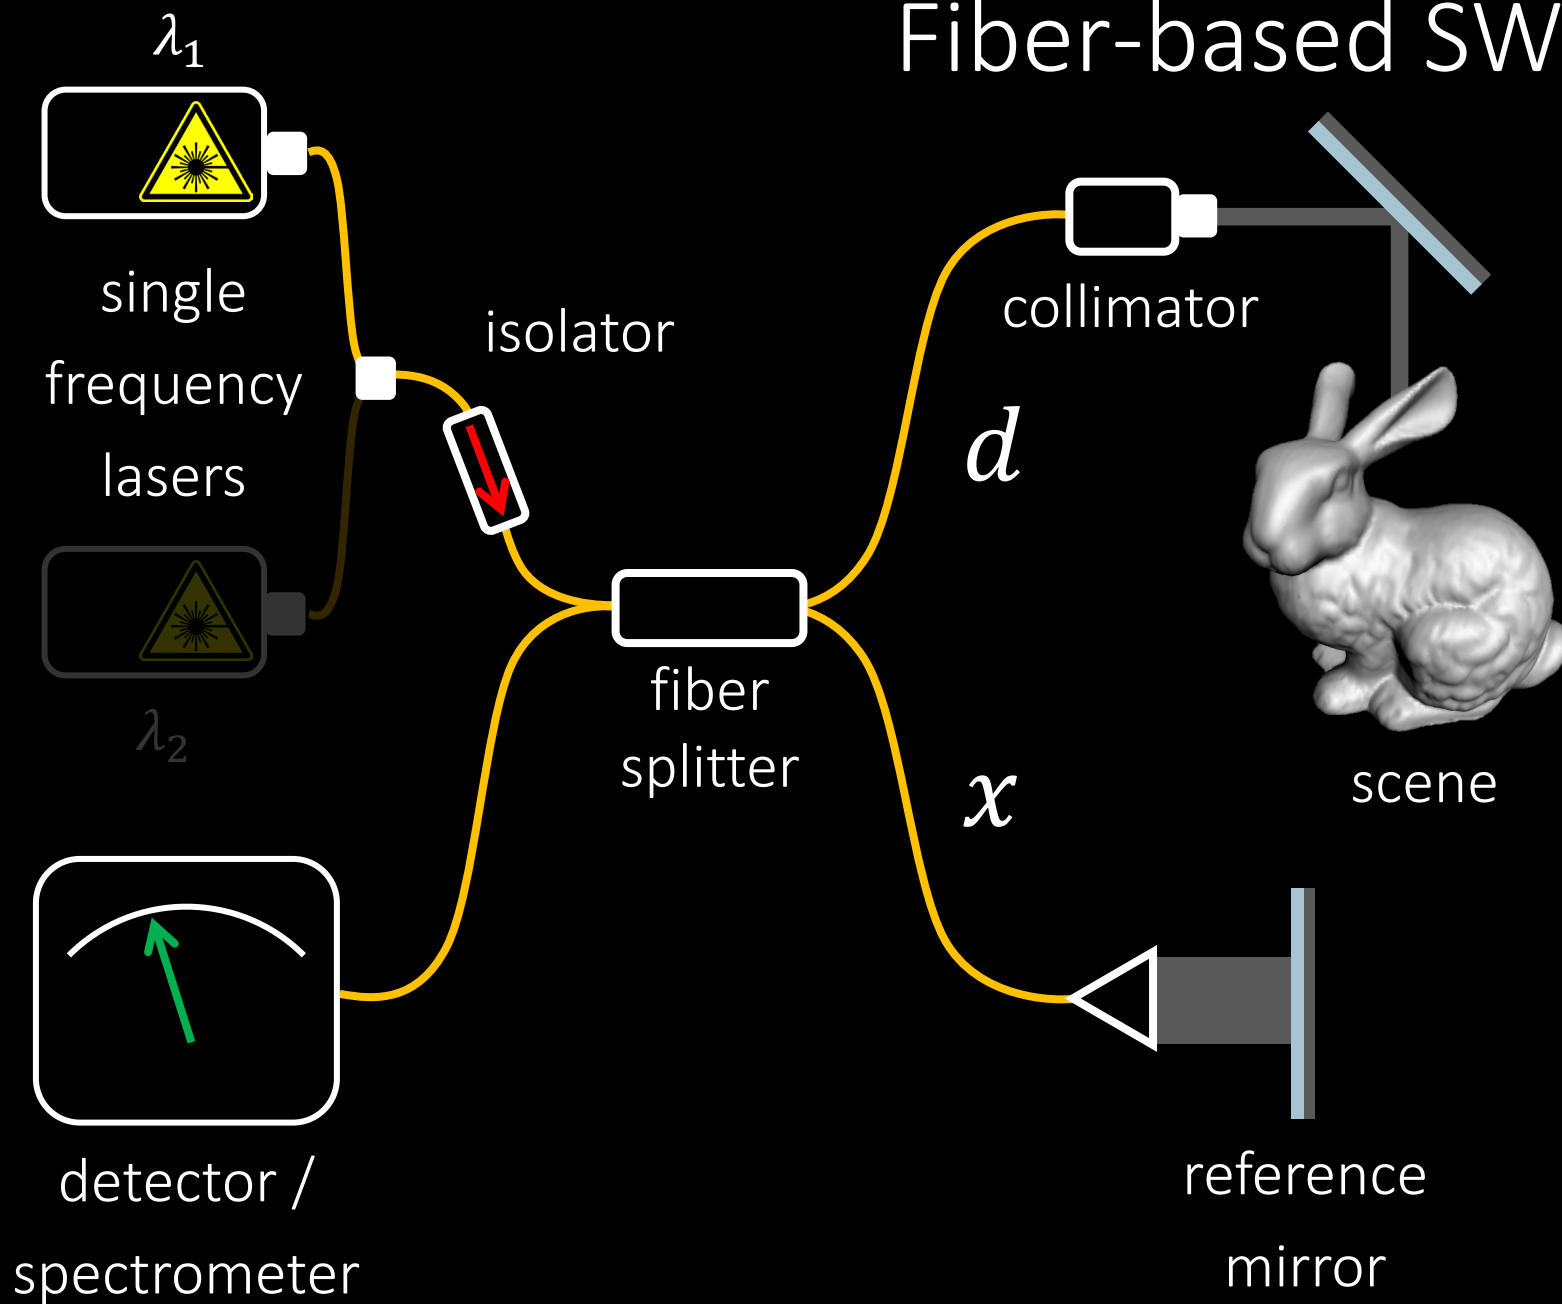 Fiber-based SW
λ₁
single
frequency
lasers
λ₂
isolator
collimator
d
fiber
splitter
x
scene
detector /
spectrometer
reference
mirror